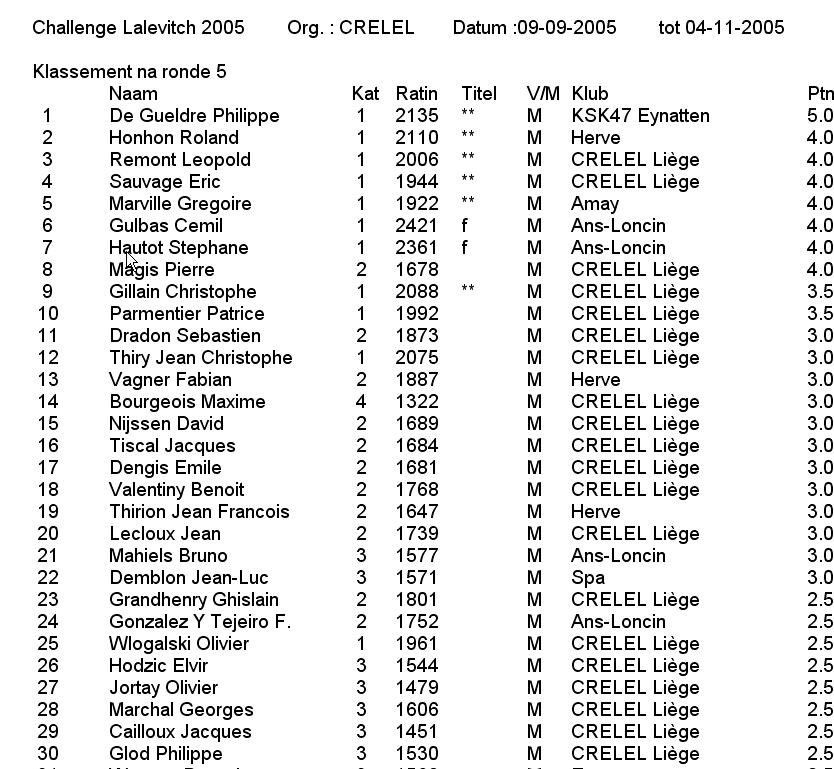 Challenge Lalevitch 2005 Org. : CRELEL Datum :09-09-2005 tot 04-11-2005
Klassement na ronde 5
Naam Kat Ratin Titel V/M Klub Ptn
1 De Gueldre Philippe 1 2135 ** M KSK47 Eynatten 5.0
2 Honhon Roland 1 2110 ** M Herve 4.0
3 Remont Leopold 1 2006 ** M CRELEL Liège 4.0
4 Sauvage Eric 1 1944 ** M CRELEL Liège 4.0
5 Marville Gregoire 1 1922 ** M Amay 4.0
6 Gulbas Cemil 1 2421 f M Ans-Loncin 4.0
7 Hautot Stephane 1 2361 f M Ans-Loncin 4.0
8 Magis Pierre 2 1678 M CRELEL Liège 4.0
9 Gillain Christophe 1 2088 ** M CRELEL Liège 3.5
10 Parmentier Patrice 1 1992 M CRELEL Liège 3.5
11 Dradon Sebastien 2 1873 M CRELEL Liège 3.0
12 Thiry Jean Christophe 1 2075 M CRELEL Liège 3.0
13 Vagner Fabian 2 1887 M Herve 3.0
14 Bourgeois Maxime 4 1322 M CRELEL Liège 3.0
15 Nijssen David 2 1689 M CRELEL Liège 3.0
16 Tiscal Jacques 2 1684 M CRELEL Liège 3.0
17 Dengis Emile 2 1681 M CRELEL Liège 3.0
18 Valentiny Benoit 2 1768 M CRELEL Liège 3.0
19 Thirion Jean Francois 2 1647 M Herve 3.0
20 Lecloux Jean 2 1739 M CRELEL Liège 3.0
21 Mahiels Bruno 3 1577 M Ans-Loncin 3.0
22 Demblon Jean-Luc 3 1571 M Spa 3.0
23 Grandhenry Ghislain 2 1801 M CRELEL Liège 2.5
24 Gonzalez Y Tejeiro F. 2 1752 M Ans-Loncin 2.5
25 Wlogalski Olivier 1 1961 M CRELEL Liège 2.5
26 Hodzic Elvir 3 1544 M CRELEL Liège 2.5
27 Jortay Olivier 3 1479 M CRELEL Liège 2.5
28 Marchal Georges 3 1606 M CRELEL Liège 2.5
29 Cailloux Jacques 3 1451 M CRELEL Liège 2.5
30 Glod Philippe 3 1530 M CRELEL Liège 2.5